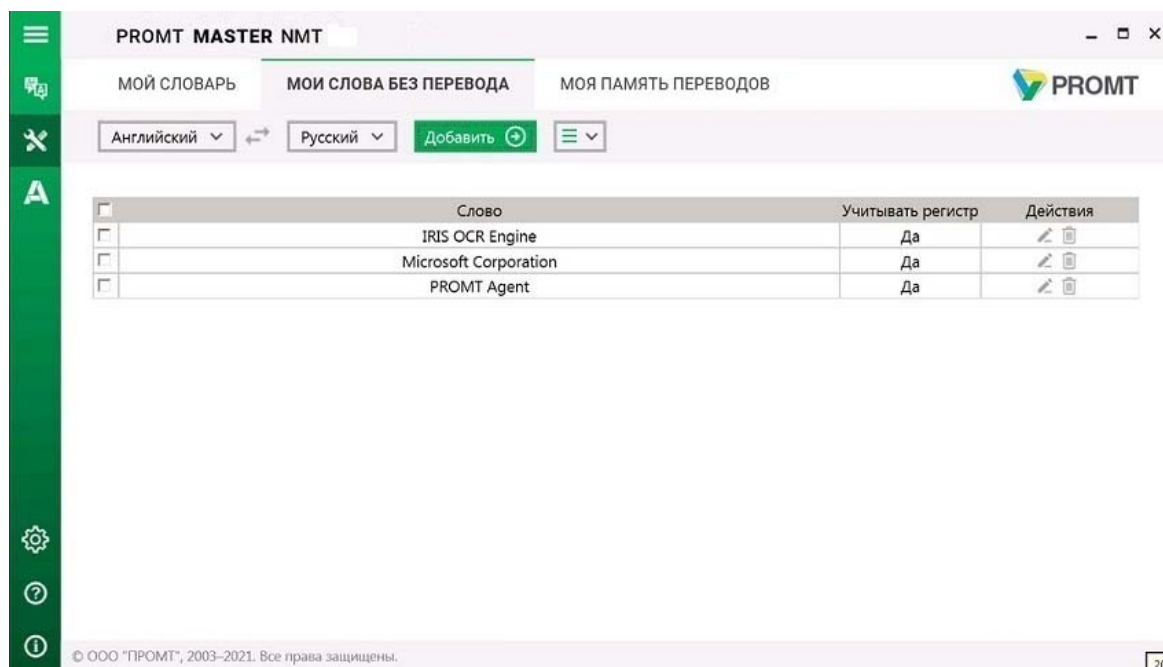 PROMT MASTER NMT
МОЙ СЛОВАРЬ МОИ СЛОВА БЕЗ ПЕРЕВОДА МОЯ ПАМЯТЬ ПЕРЕВОДОВ PROMT
Английский Русский Добавить
Слово Учитывать регистр Действия
IRIS OCR Engine Да
Microsoft Corporation Да
PROMT Agent Да
© ООО "ПРОМТ", 2003–2021. Все права защищены.